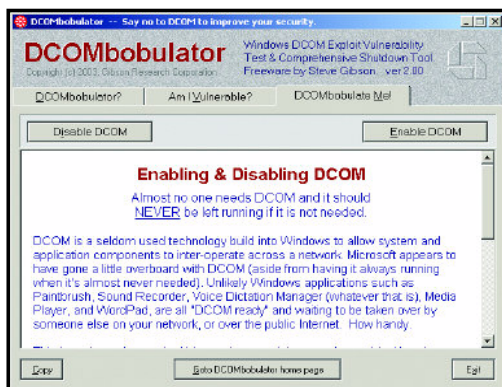 DCOMbobulator -- Say no to DCOM to improve your security.
DCOMbobulator
Copyright (c) 2003, Gibson Research Corporation
Windows DCOM Exploit Vulnerability
Test & Comprehensive Shutdown Tool
Freeware by Steve Gibson. ver 2.00
DCOMbobulator?
Am I Vulnerable?
DCOMbobulate Me!
Disable DCOM
Enable DCOM
Enabling & Disabling DCOM
Almost no one needs DCOM and it should
NEVER be left running if it is not needed.
DCOM is a seldom used technology build into Windows to allow system and
application components to inter-operate across a network. Microsoft appears to
have gone a little overboard with DCOM (aside from having it always running
when it's almost never needed). Unlikely Windows applications such as
Paintbrush, Sound Recorder, Voice Dictation Manager (whatever that is), Media
Player, and WordPad, are all "DCOM ready" and waiting to be taken over by
someone else on your network, or over the public Internet. How handy.
Copy
Goto DCOMbobulator home page
Exit